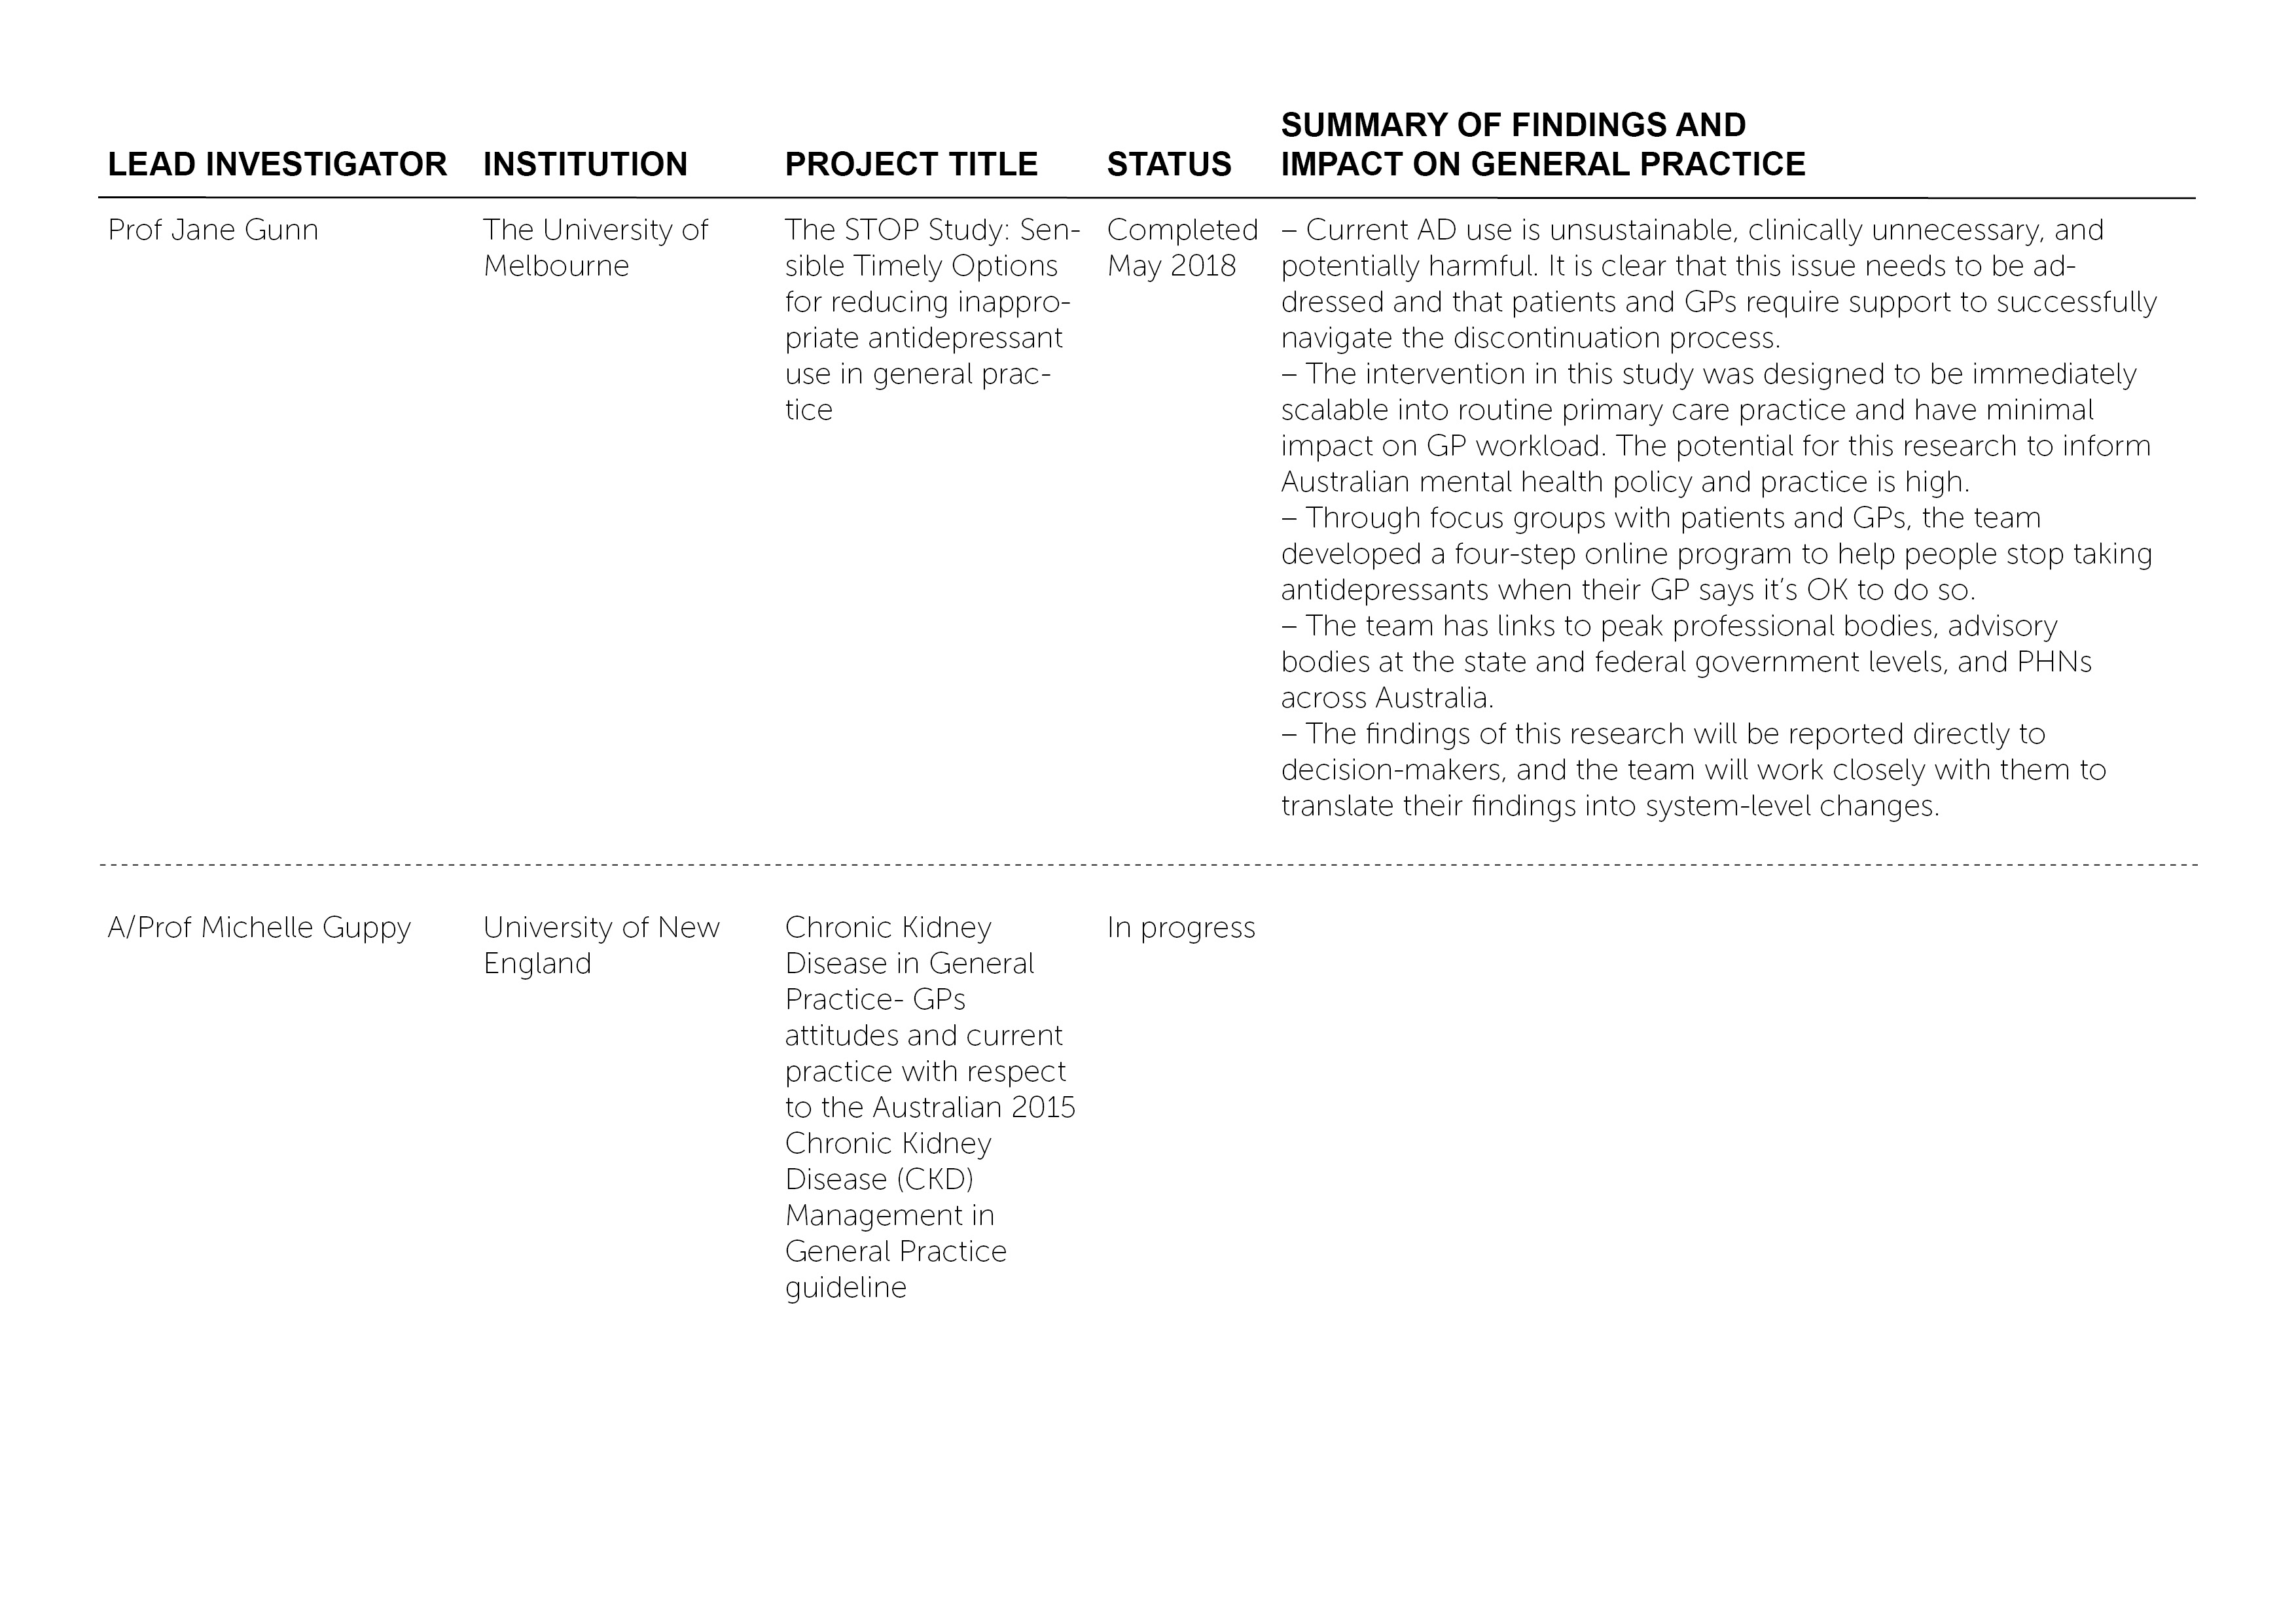 LEAD INVESTIGATOR
INSTITUTION
PROJECT TITLE
STATUS
SUMMARY OF FINDINGS AND
IMPACT ON GENERAL PRACTICE
Prof Jane Gunn
The University of
Melbourne
The STOP Study: Sen-
sible Timely Options
for reducing inappro-
priate antidepressant
use in general prac-
tice
Completed
May 2018
– Current AD use is unsustainable, clinically unnecessary, and
potentially harmful. It is clear that this issue needs to be ad-
dressed and that patients and GPs require support to successfully
navigate the discontinuation process.
– The intervention in this study was designed to be immediately
scalable into routine primary care practice and have minimal
impact on GP workload. The potential for this research to inform
Australian mental health policy and practice is high.
– Through focus groups with patients and GPs, the team
developed a four-step online program to help people stop taking
antidepressants when their GP says it's OK to do so.
– The team has links to peak professional bodies, advisory
bodies at the state and federal government levels, and PHNs
across Australia.
– The findings of this research will be reported directly to
decision-makers, and the team will work closely with them to
translate their findings into system-level changes.
A/Prof Michelle Guppy
University of New
England
Chronic Kidney
Disease in General
Practice- GPs
attitudes and current
practice with respect
to the Australian 2015
Chronic Kidney
Disease (CKD)
Management in
General Practice
guideline
In progress